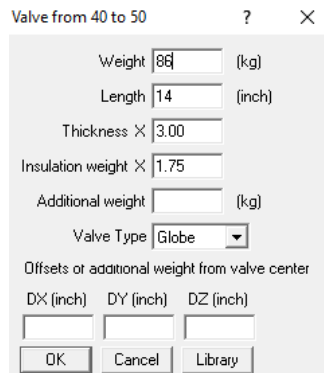 Valve from 40 to 50 ? ×
Weight 86 (kg)
Length 14 (inch)
Thickness X 3.00
Insulation weight X 1.75
Additional weight (kg)
Valve Type Globe
Offsets of additional weight from valve center
DX (inch) DY (inch) DZ (inch)
OK Cancel Library